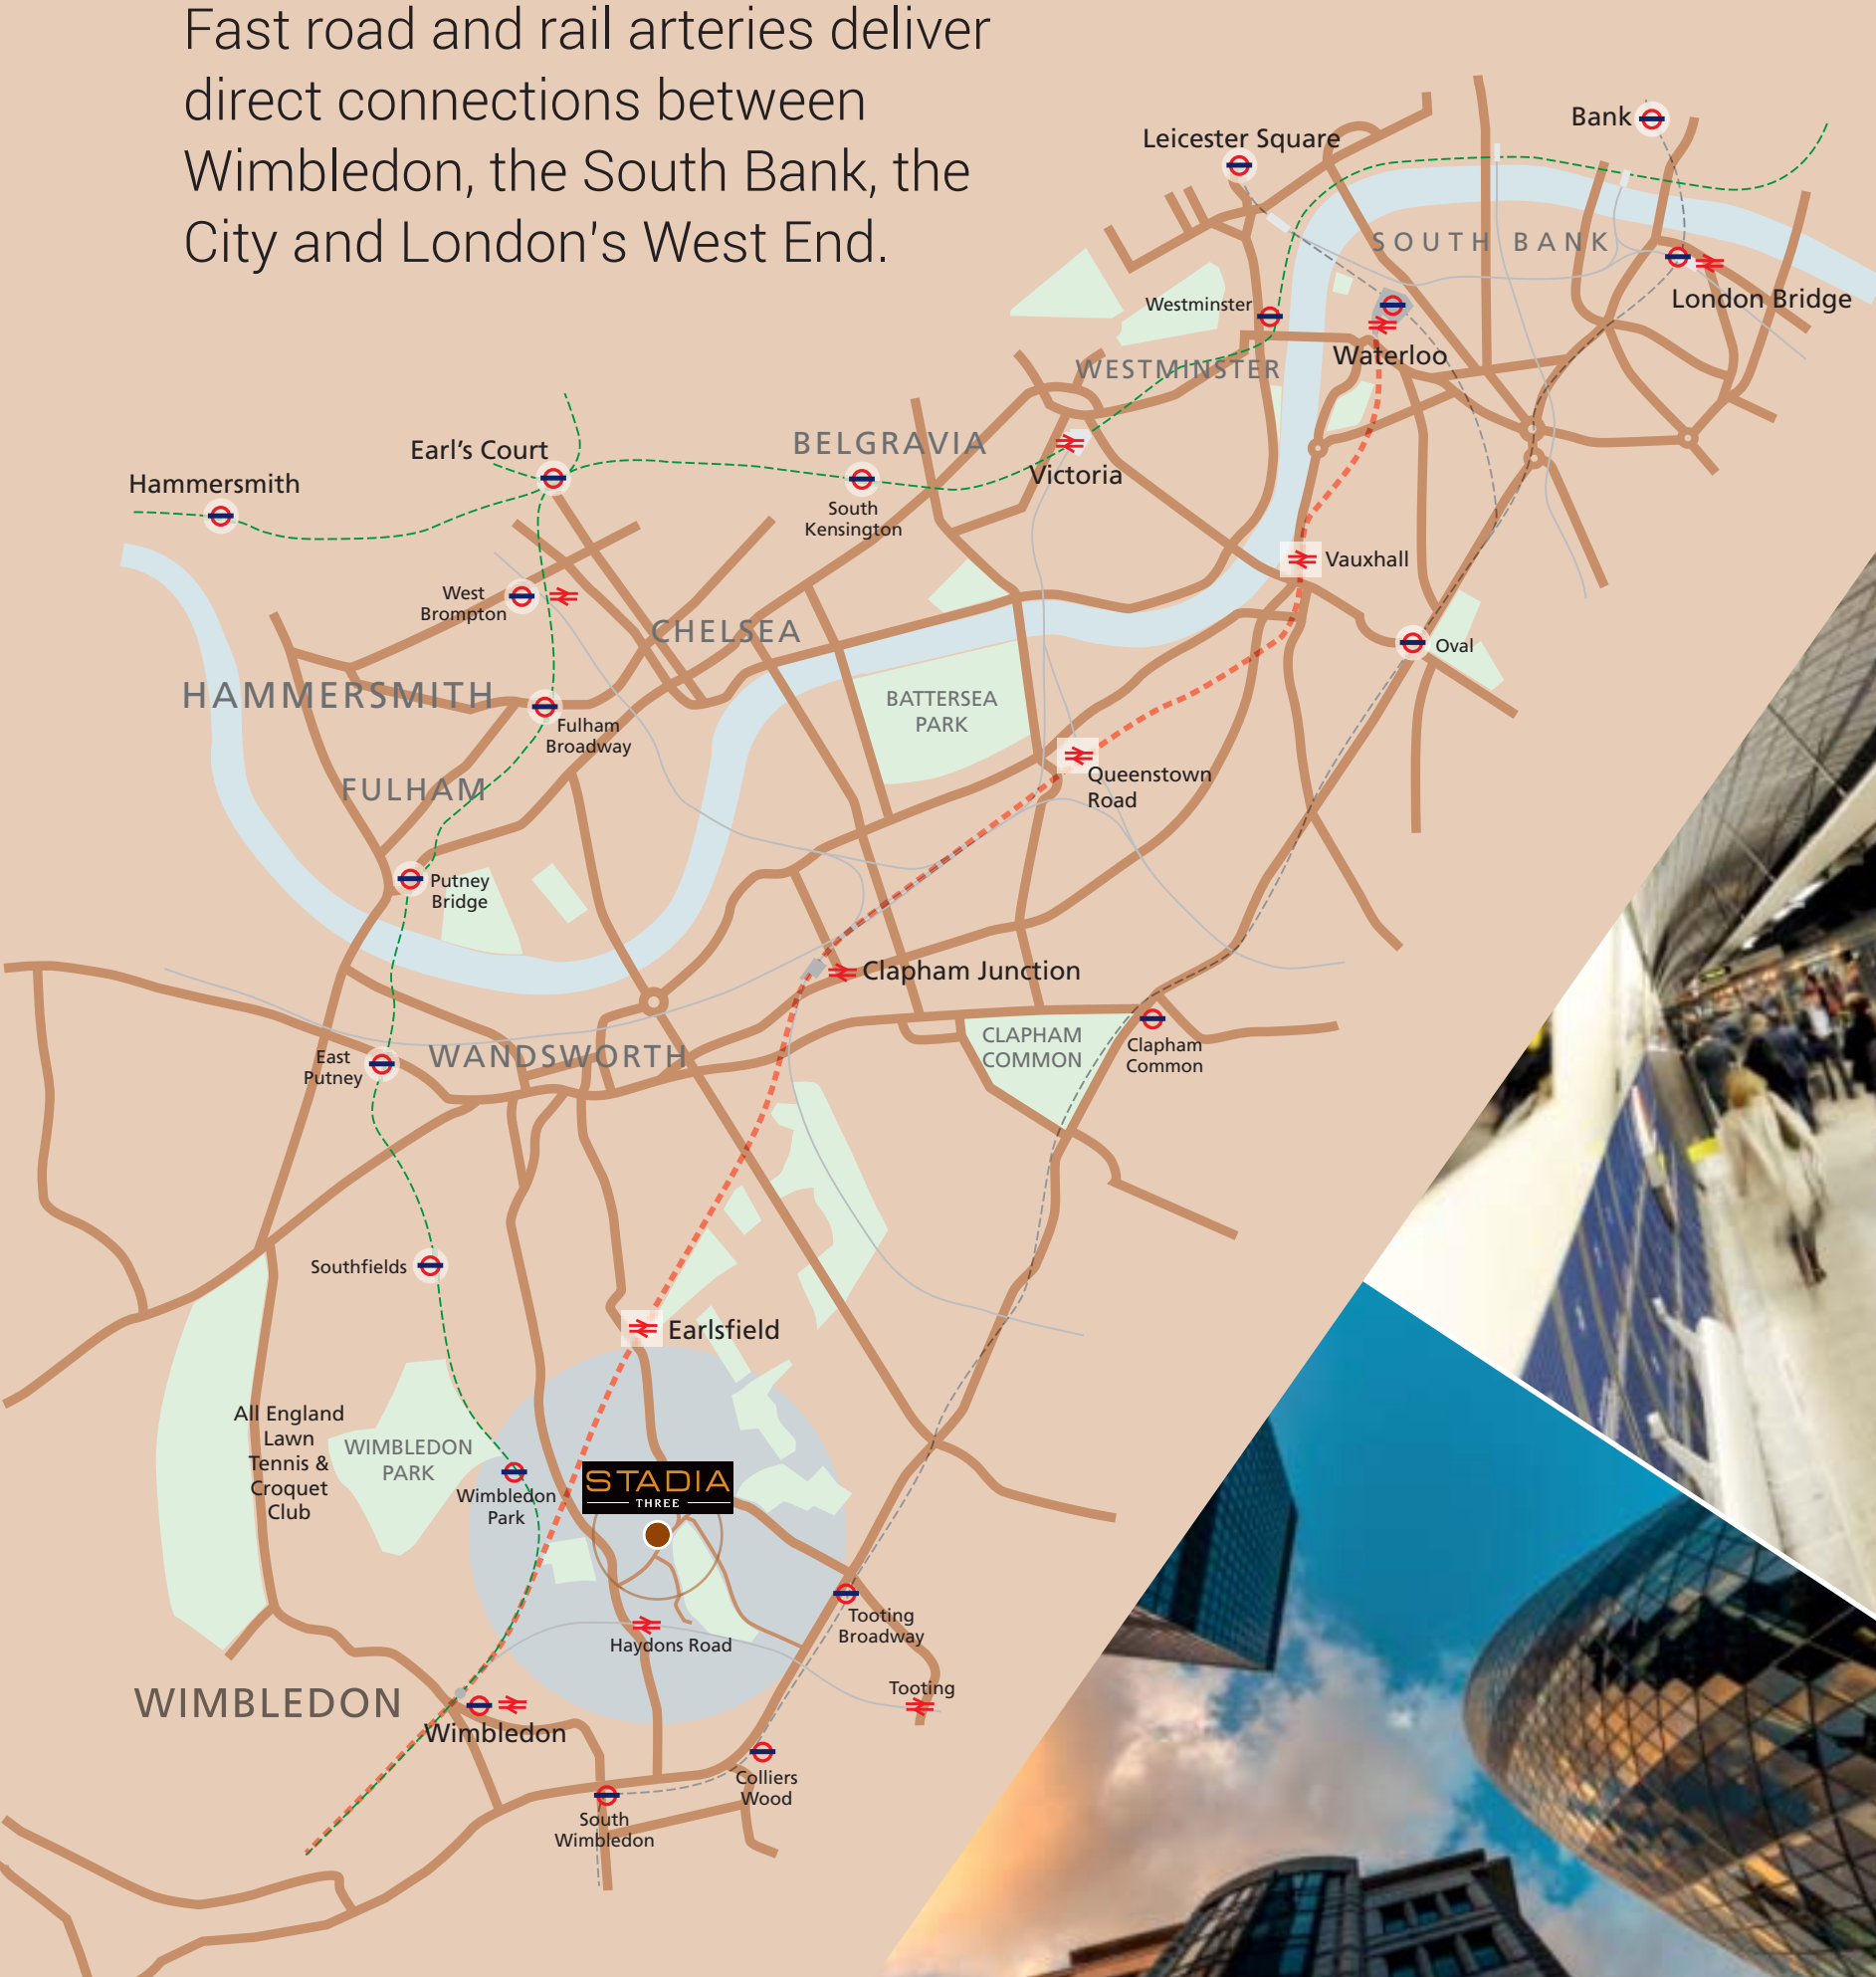 Fast road and rail arteries deliver
direct connections between
Wimbledon, the South Bank, the
City and London's West End.
Bank
Leicester Square
SOUTH BANK
London Bridge
Westminster
Waterloo
WESTMINSTER
Earl's Court
BELGRAVIA
Victoria
Hammersmith
South
Kensington
Vauxhall
West
Brompton
CHELSEA
Oval
HAMMERSMITH
BATTERSEA
PARK
Fulham
Broadway
Queenstown
Road
FULHAM
Putney
Bridge
Clapham Junction
CLAPHAM
COMMON
Clapham
Common
East
Putney
WANDSWORTH
Southfields
Earlsfield
All England
Lawn
Tennis &
Croquet
Club
WIMBLEDON
PARK
Wimbledon
Park
STADIA
THREE
Tooting
Broadway
Haydons Road
Tooting
WIMBLEDON
Wimbledon
Colliers
Wood
South
Wimbledon